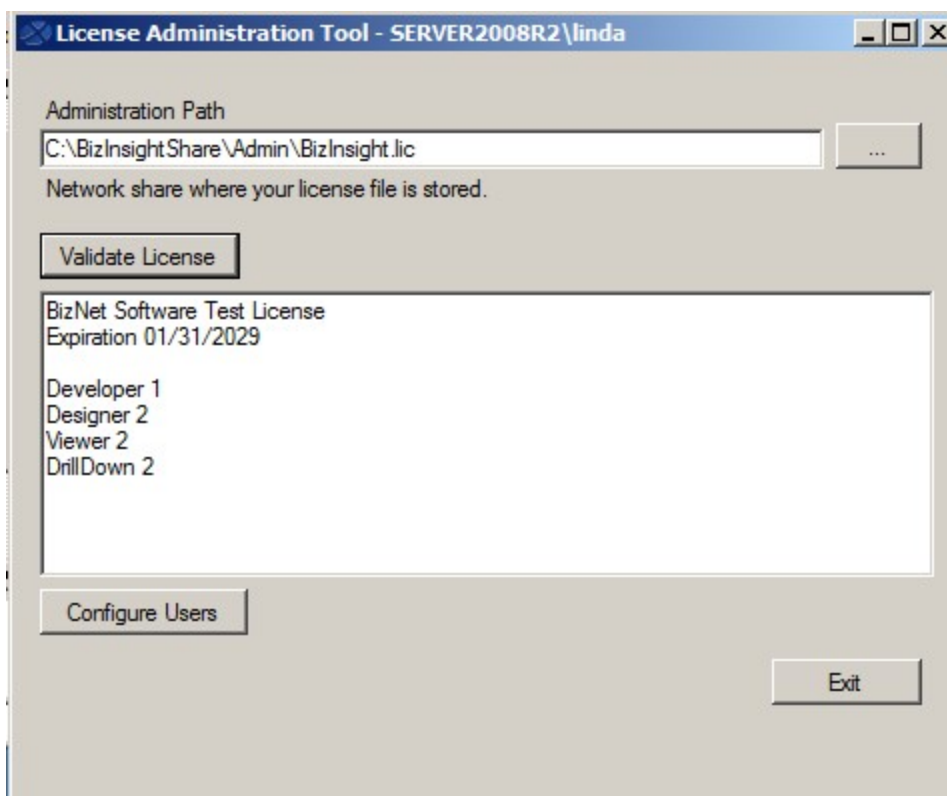 License Administration Tool - SERVER2008R2\linda
Administration Path
C:\BizInsightShare\Admin\BizInsight.lic
...
Network share where your license file is stored.
Validate License
BizNet Software Test License
Expiration 01/31/2029
Developer 1
Designer 2
Viewer 2
DrillDown 2
Configure Users
Exit